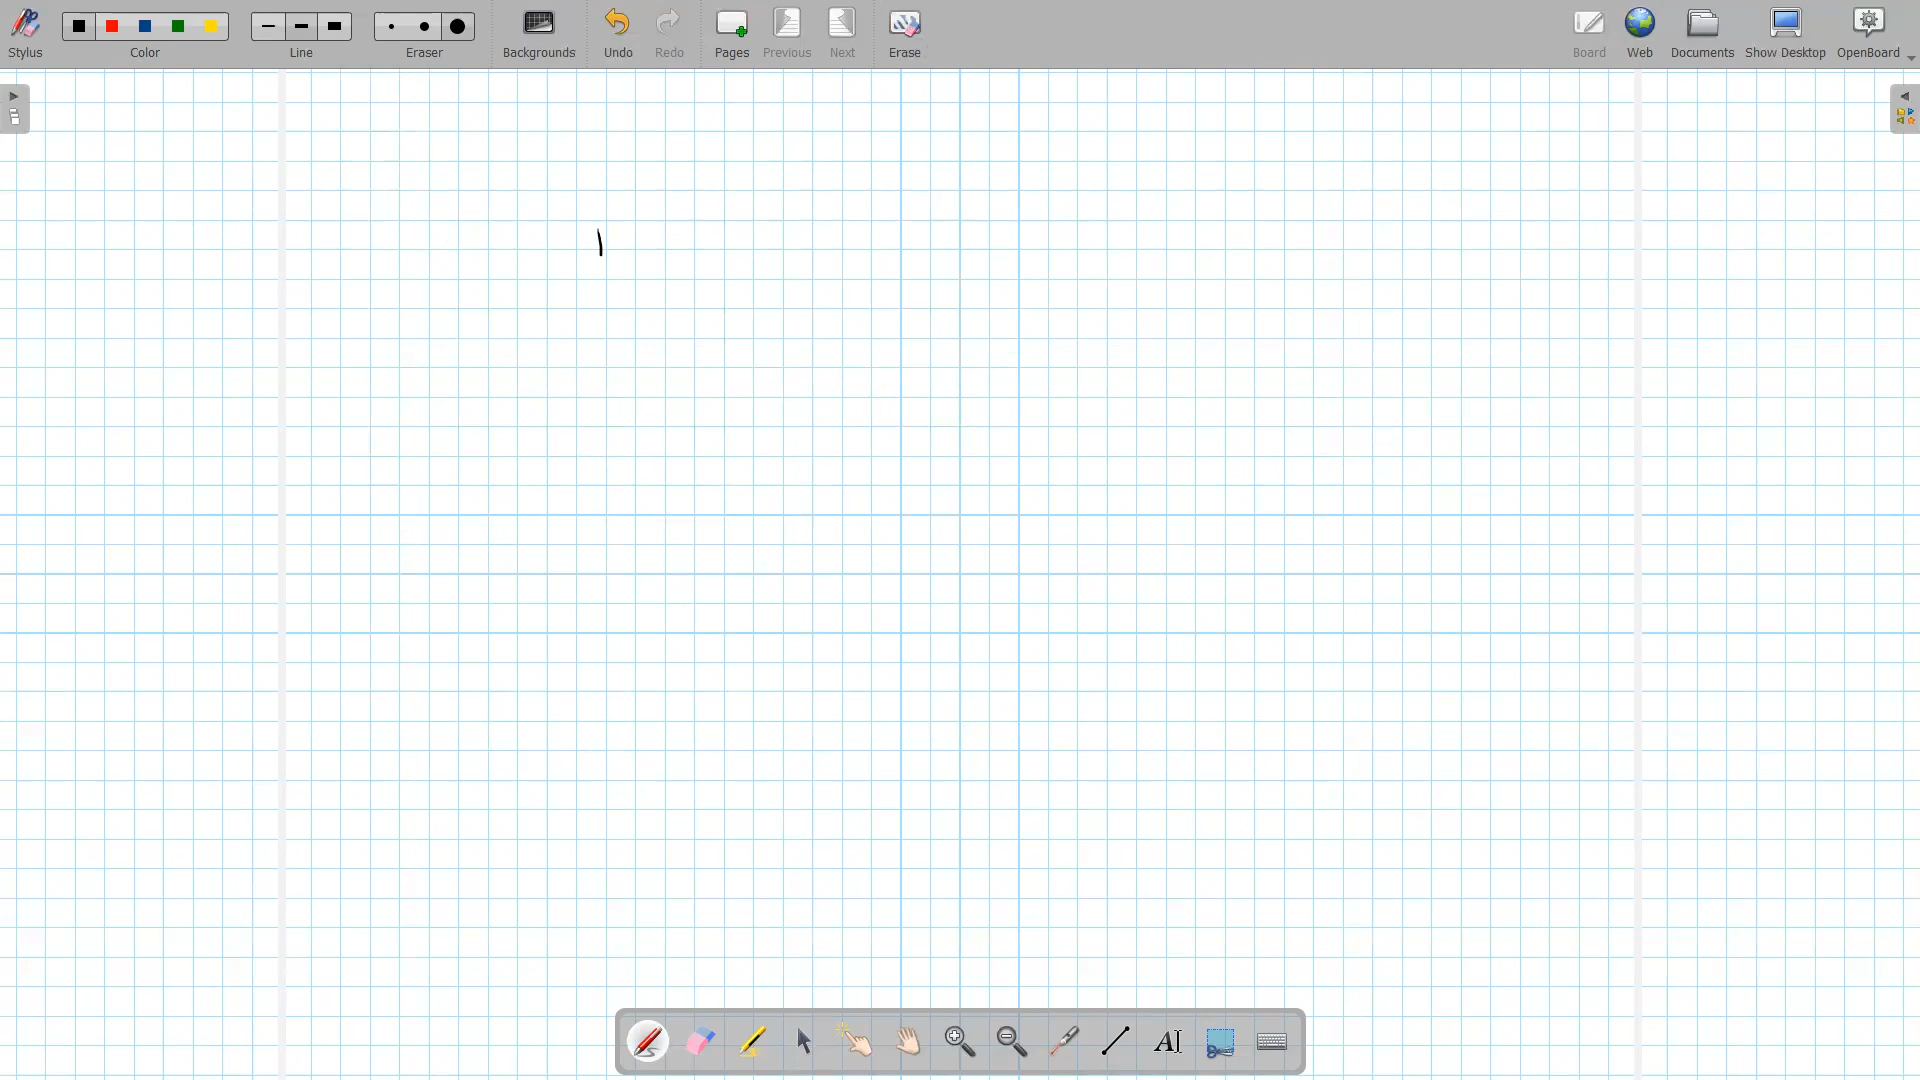 Stylus
Color
Line
Eraser
Backgrounds
Undo
Redo
Pages
Previous
Next
Erase
Board
Web
Documents
Show Desktop
OpenBoard